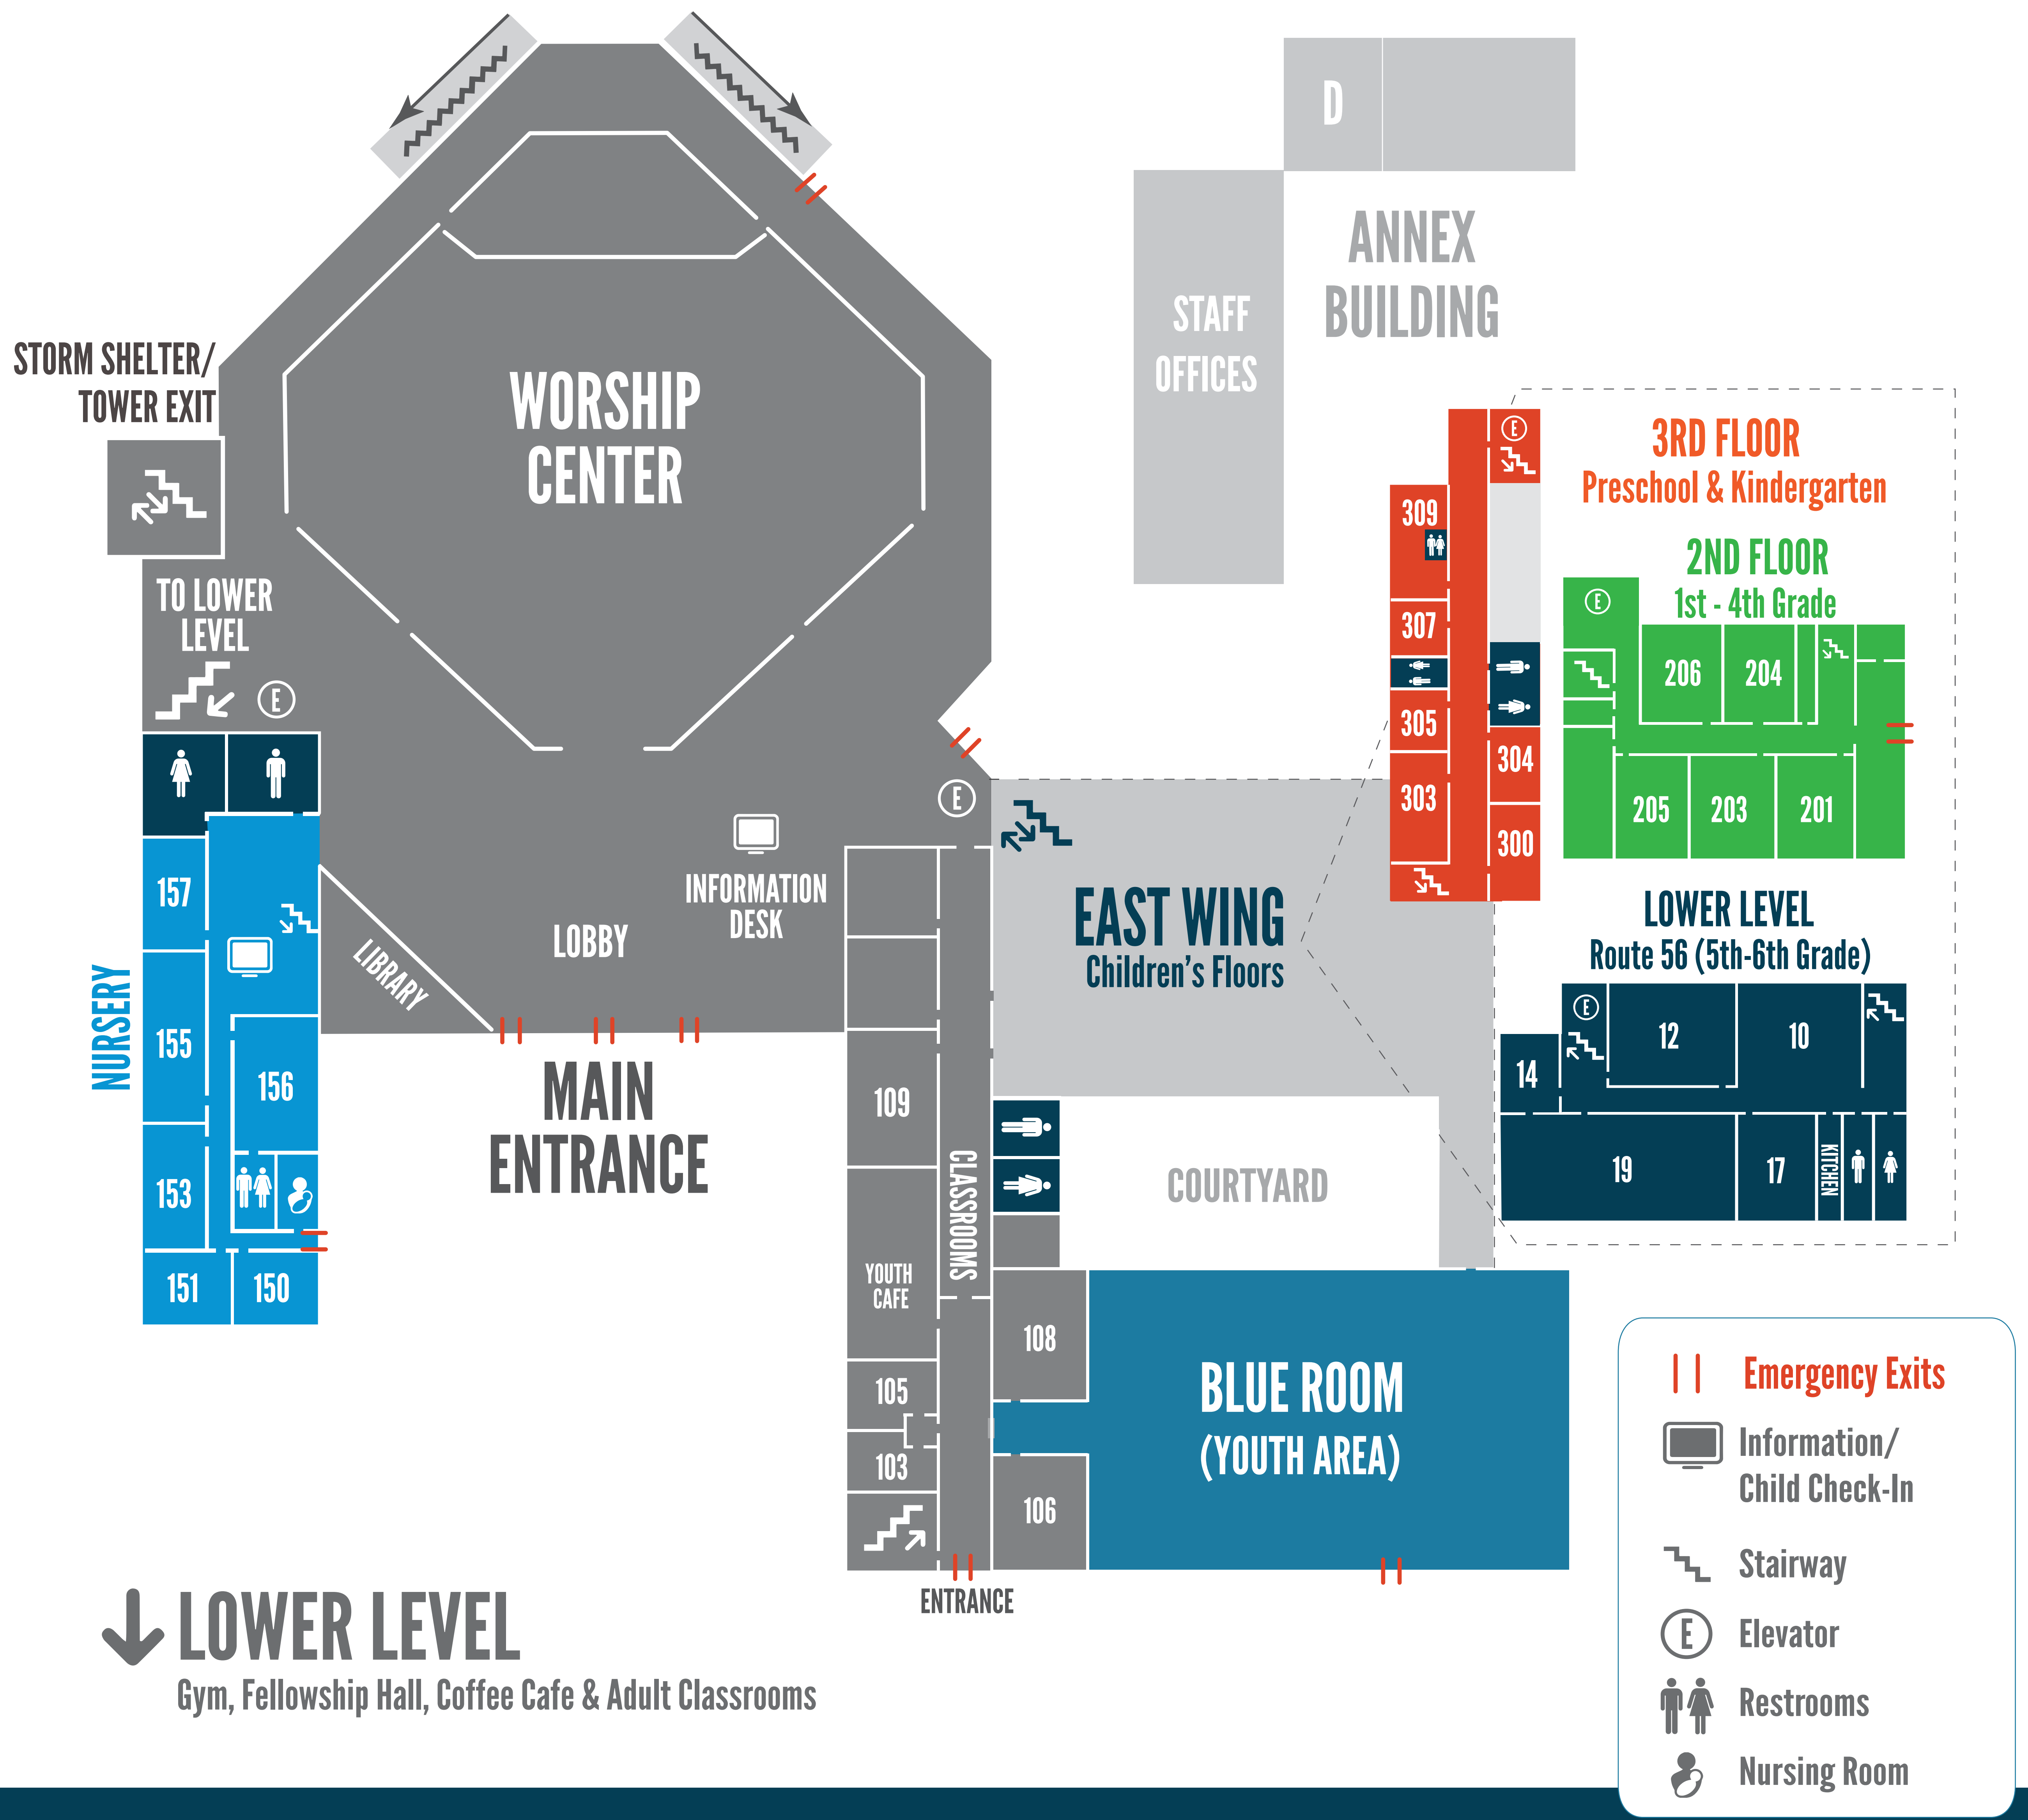 D
ANNEX
BUILDING
STAFF
OFFICES
STORM SHELTER/
TOWER EXIT
WORSHIP
CENTER
TO LOWER
LEVEL
E
3RD FLOOR
Preschool & Kindergarten
E
309
307
305
303
304
300
2ND FLOOR
1st - 4th Grade
E
206
204
205
203
201
LOWER LEVEL
Route 56 (5th-6th Grade)
E
12
10
14
19
17
KITCHEN
E
INFORMATION
DESK
LOBBY
LIBRARY
EAST WING
Children's Floors
NURSERY
157
155
156
153
151
150
MAIN
ENTRANCE
109
CLASSROOMS
COURTYARD
YOUTH
CAFE
108
105
103
106
BLUE ROOM
(YOUTH AREA)
ENTRANCE
LOWER LEVEL
Gym, Fellowship Hall, Coffee Cafe & Adult Classrooms
Emergency Exits
Information/
Child Check-In
Stairway
E
Elevator
Restrooms
Nursing Room